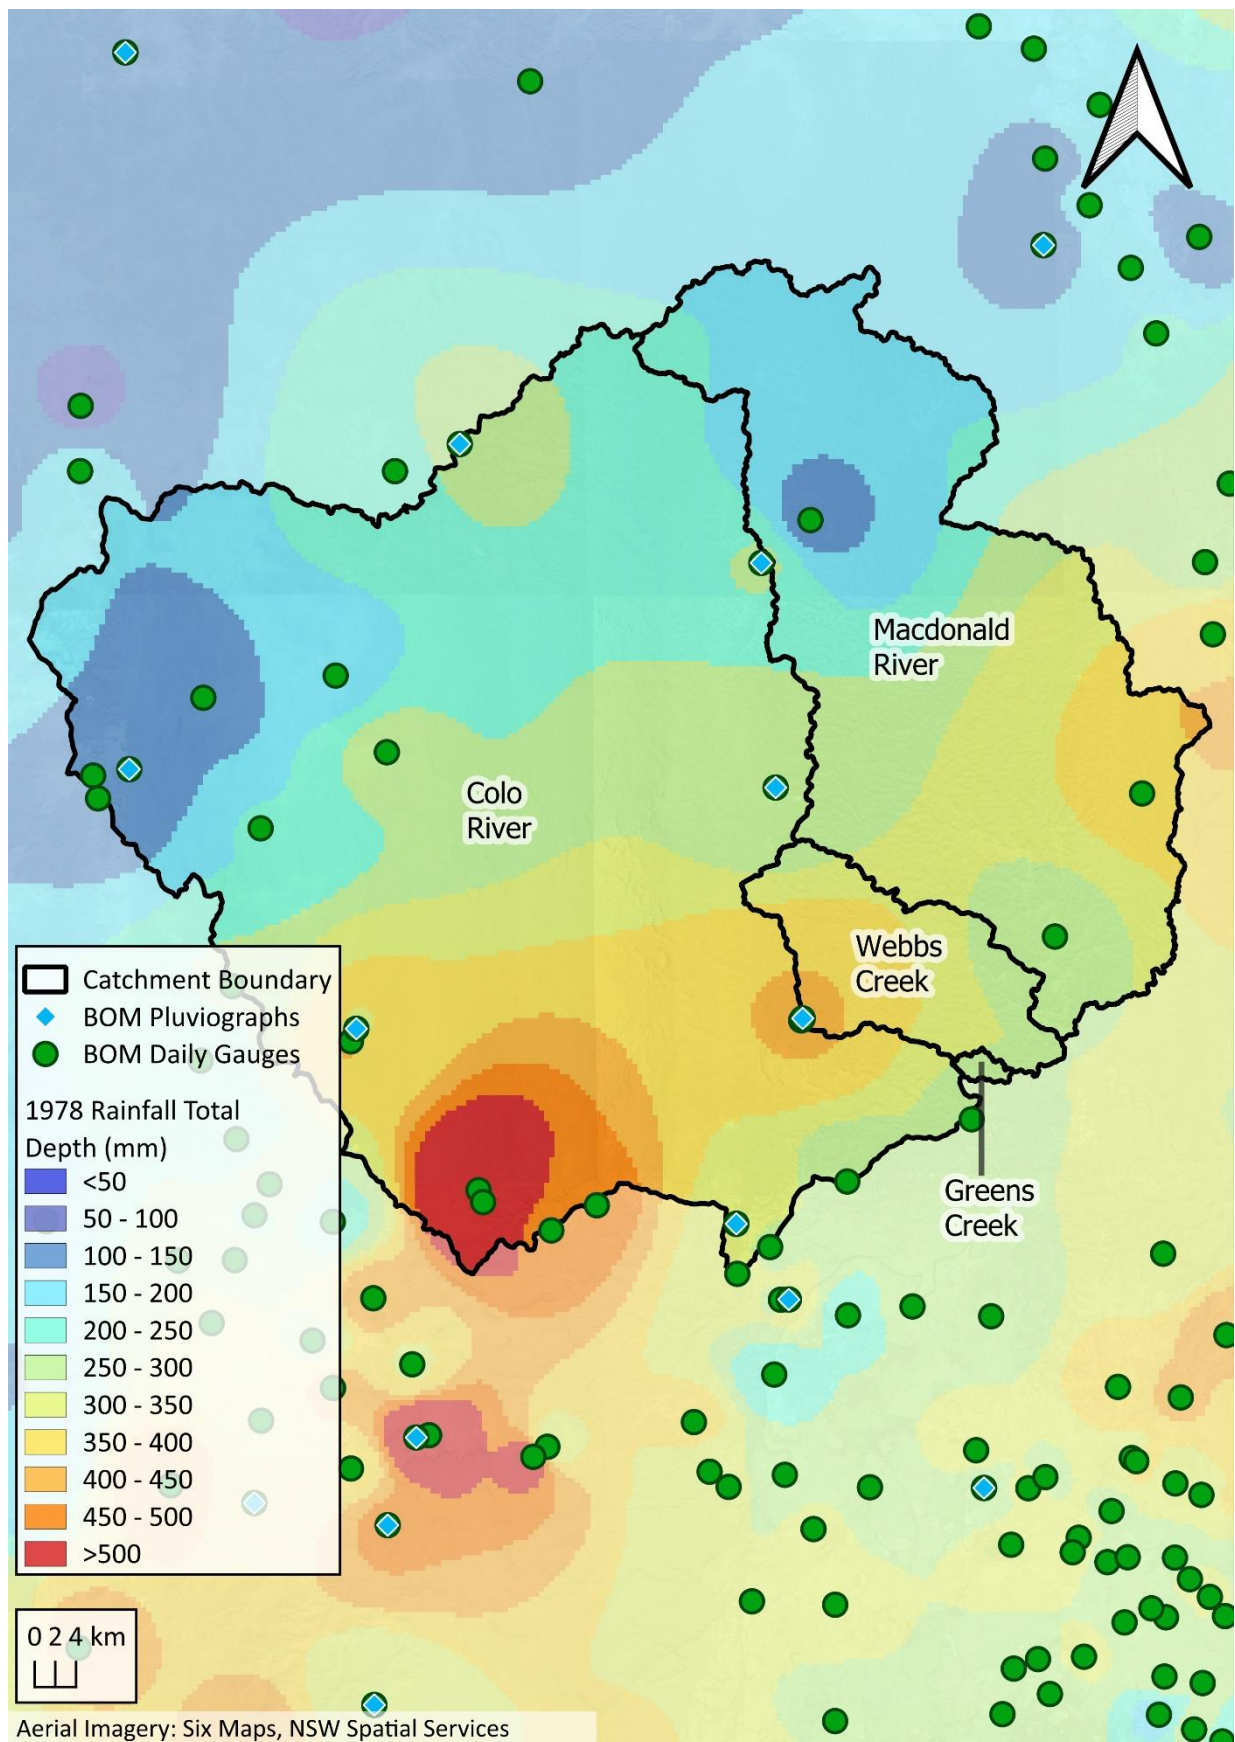 Macdonald
River
Colo
River
Webbs
Creek
Greens
Creek
Catchment Boundary
BOM Pluviographs
BOM Daily Gauges
1978 Rainfall Total
Depth (mm)
<50
50 - 100
100 - 150
150 - 200
200 - 250
250 - 300
300 - 350
350 - 400
400 - 450
450 - 500
>500
0 2 4 km
Aerial Imagery: Six Maps, NSW Spatial Services